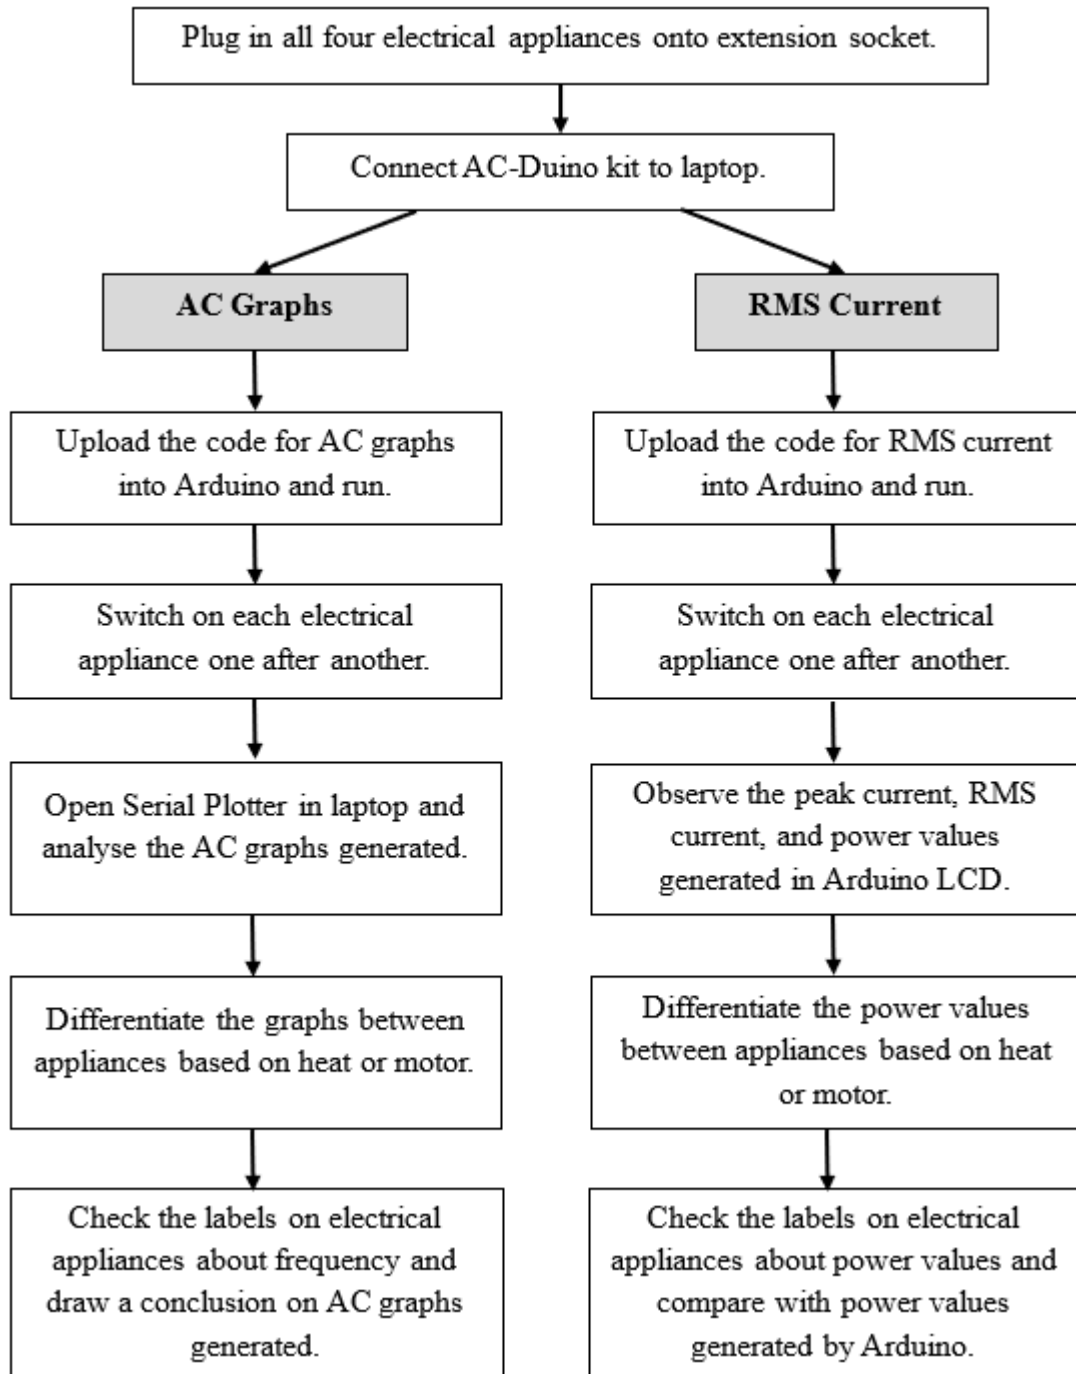 Plug in all four electrical appliances onto extension socket.
Connect AC-Duino kit to laptop.
AC Graphs
Upload the code for AC graphs
into Arduino and run.
Switch on each electrical
appliance one after another.
Open Serial Plotter in laptop and
analyse the AC graphs generated.
Differentiate the graphs between
appliances based on heat or motor.
Check the labels on electrical
appliances about frequency and
draw a conclusion on AC graphs
generated.
RMS Current
Upload the code for RMS current
into Arduino and run.
Switch on each electrical
appliance one after another.
Observe the peak current, RMS
current, and power values
generated in Arduino LCD.
Differentiate the power values
between appliances based on heat
or motor.
Check the labels on electrical
appliances about power values and
compare with power values
generated by Arduino.